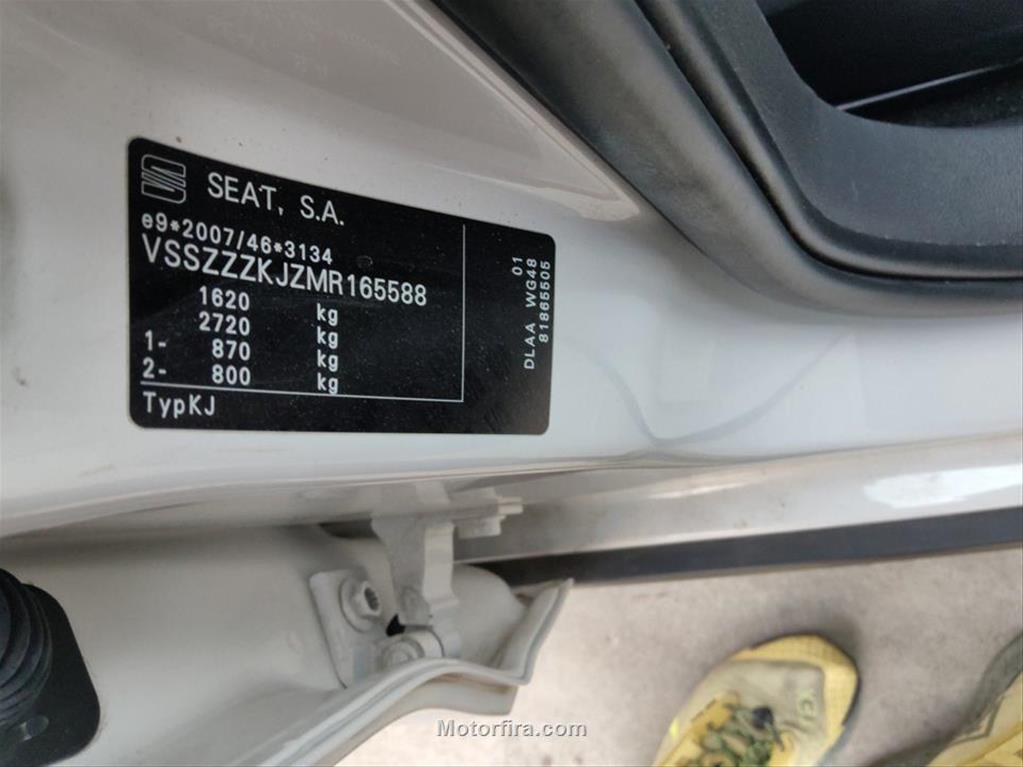 SEAT, S.A.
e9*2007/46*3134
VSSZZZKJZMR165588
1620 kg
2720 kg
1- 870 kg
2- 800 kg
TypKJ
01
DLAA WG48
81865505
Motorfira.com